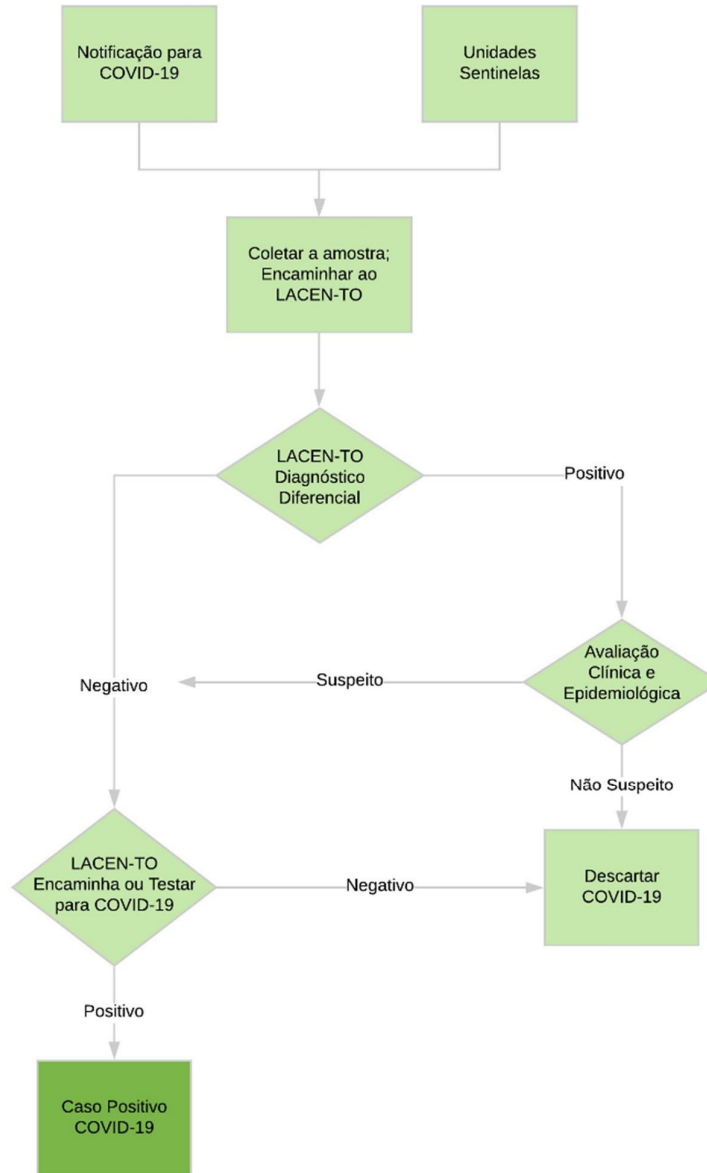 Notificação para
COVID-19
Unidades
Sentinelas
Coletar a amostra;
Encaminhar ao
LACEN-TO
LACEN-TO
Diagnóstico
Diferencial
Positivo
Avaliação
Clínica e
Epidemiológica
Suspeito
Negativo
Não Suspeito
LACEN-TO
Encaminha ou Testar
para COVID-19
Negativo
Descartar
COVID-19
Positivo
Caso Positivo
COVID-19